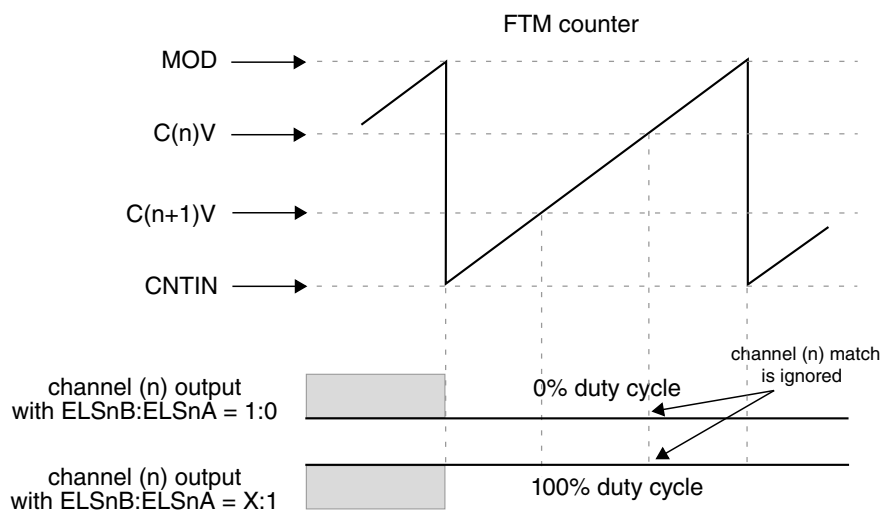 FTM counter
MOD
C(n)V
C(n+1)V
CNTIN
channel (n) match
is ignored
channel (n) output
with ELSnB:ELSnA = 1:0
0% duty cycle
channel (n) output
with ELSnB:ELSnA = X:1
100% duty cycle